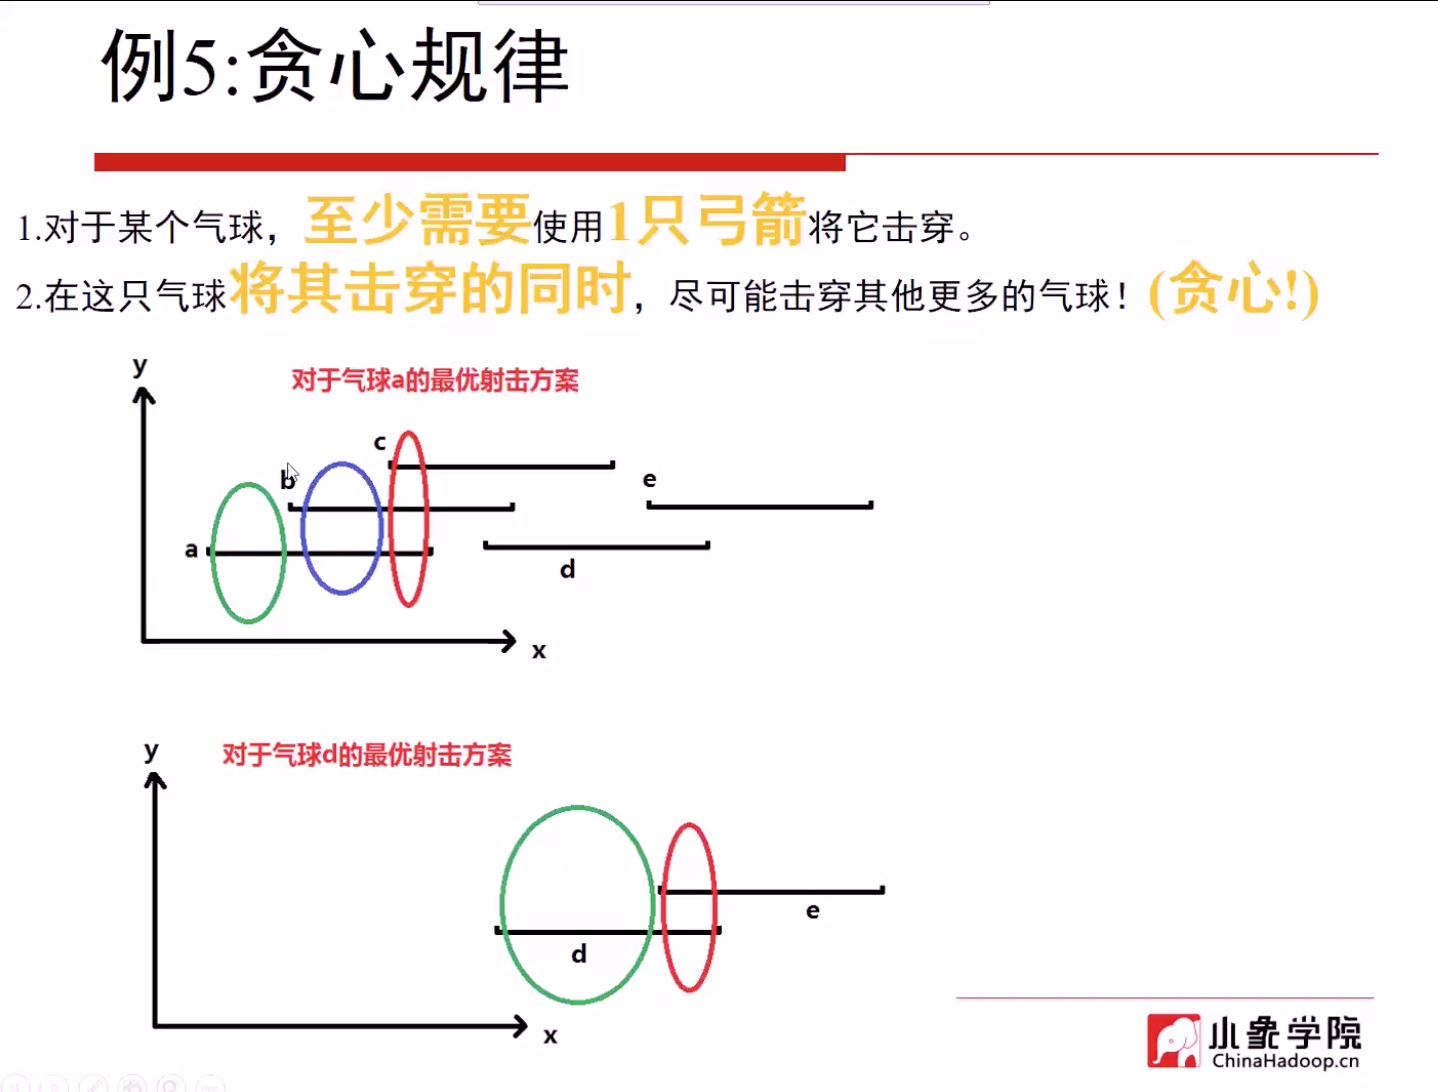 例5:贪心规律
1.对于某个气球，至少需要使用1只弓箭将它击穿。
2.在这只气球将其击穿的同时，尽可能击穿其他更多的气球！(贪心!)
y
对于气球a的最优射击方案
c
b
e
a
d
x
y
对于气球d的最优射击方案
e
d
x
小象学院
ChinaHadoop.cn